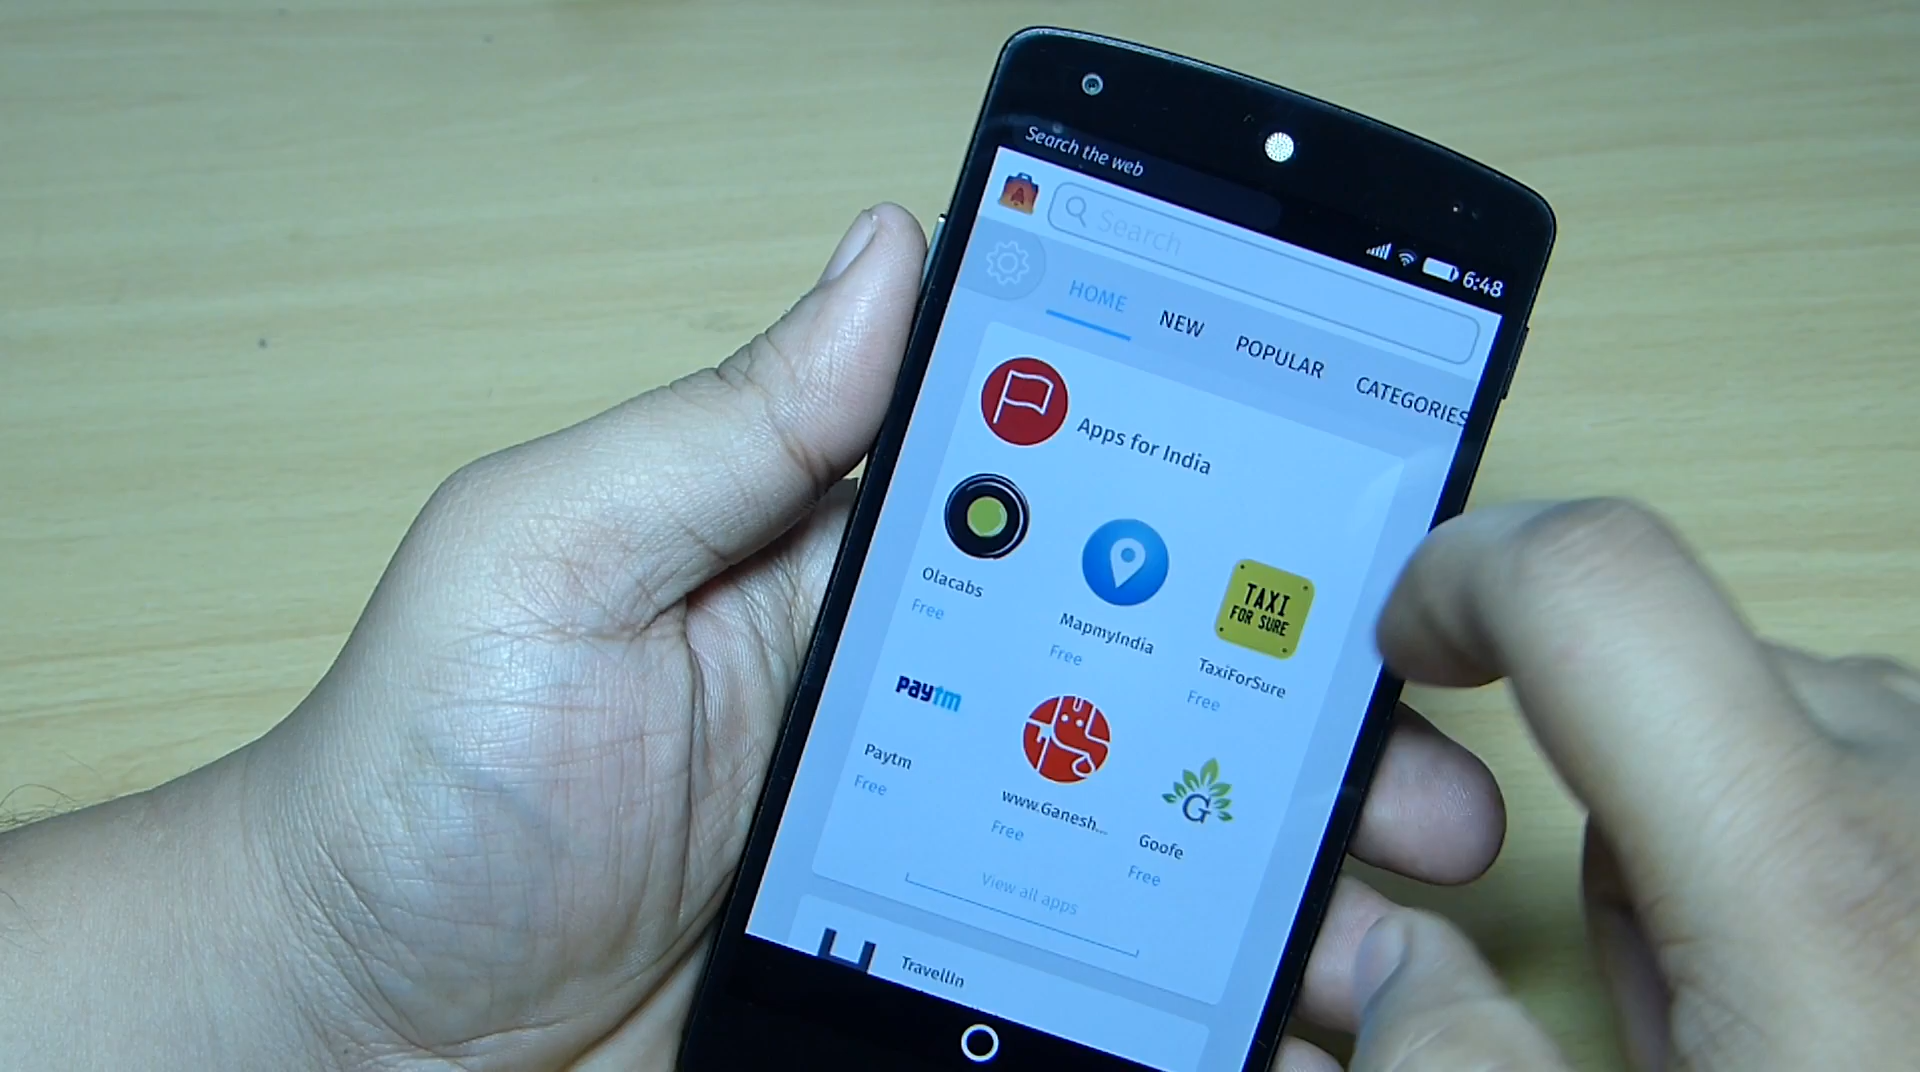 Search the web
6:48
Search
HOME
NEW
POPULAR
CATEGORIES
Apps for India
Olacabs
Free
MapmyIndia
Free
TAXI
FOR SURE
TaxiForSure
Free
paytm
Paytm
Free
www.Ganesh...
Free
G
Goofe
Free
View all apps
TravellIn